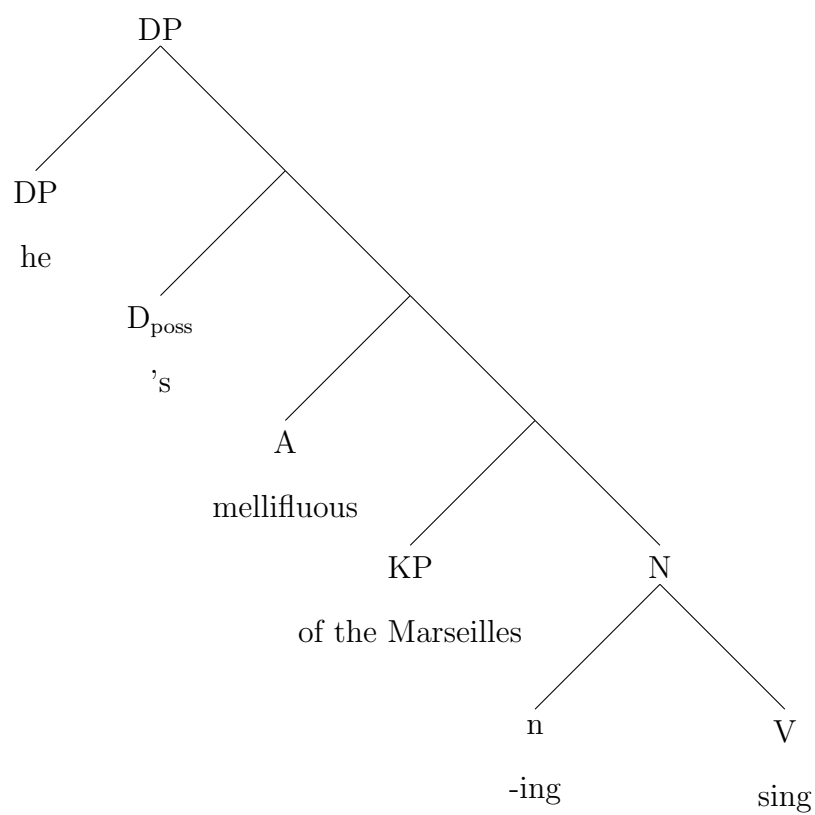 DP
DP
he
D_poss
’s
A
mellifluous
KP
N
of the Marseilles
n
V
-ing
sing